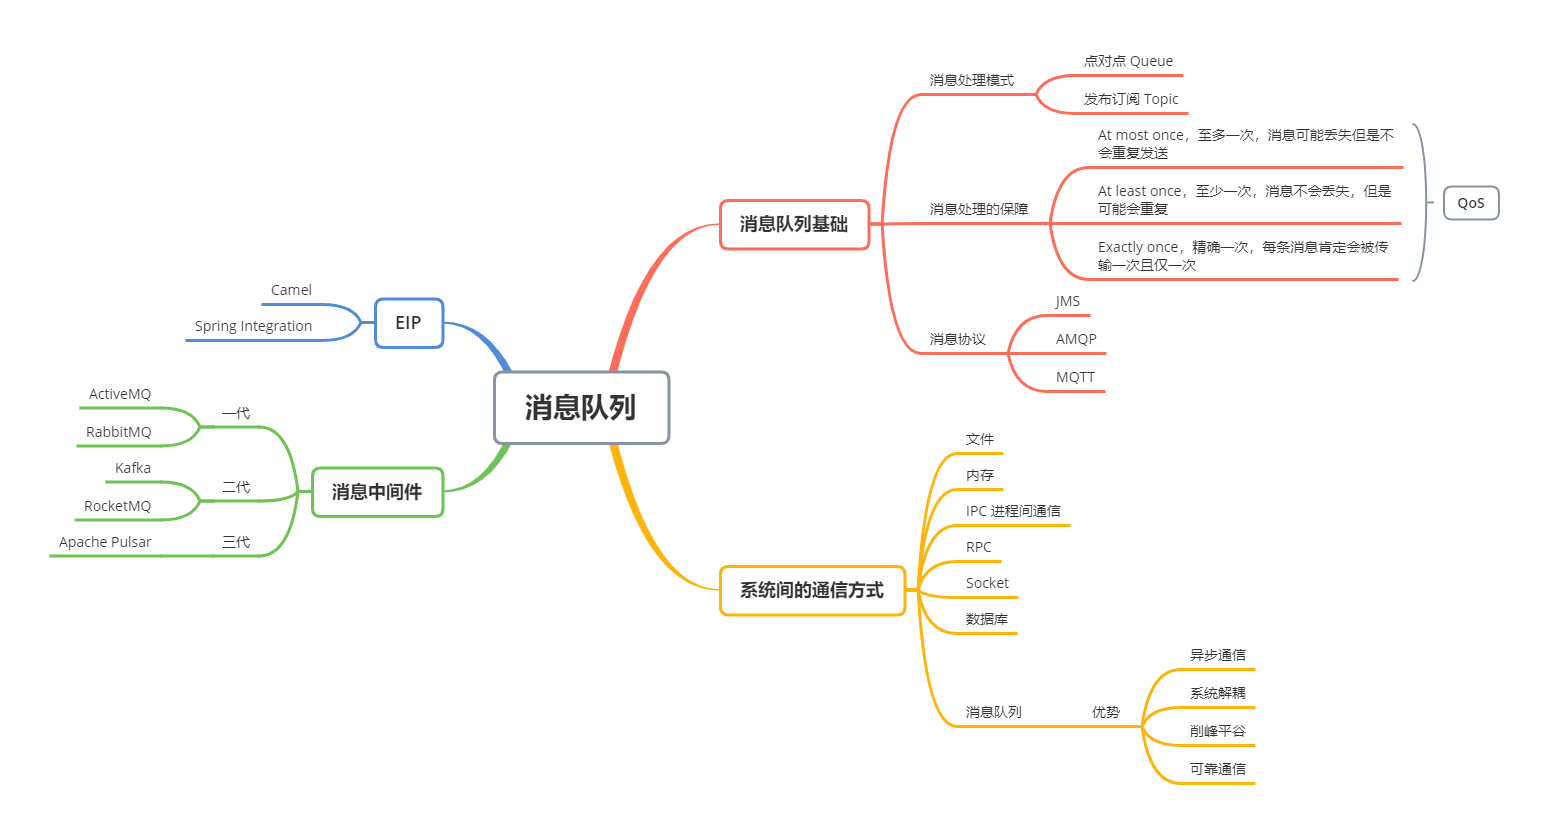 消息队列
消息队列基础
消息处理模式
点对点 Queue
发布订阅 Topic
消息处理的保障
At most once，至多一次，消息可能丢失但是不
会重复发送
At least once，至少一次，消息不会丢失，但是
可能会重复
Exactly once，精确一次，每条消息肯定会被传
输一次且仅一次
QoS
消息协议
JMS
AMQP
MQTT
系统间的通信方式
文件
内存
IPC 进程间通信
RPC
Socket
数据库
消息队列
优势
异步通信
系统解耦
削峰平谷
可靠通信
EIP
Camel
Spring Integration
消息中间件
一代
ActiveMQ
RabbitMQ
二代
Kafka
RocketMQ
三代
Apache Pulsar